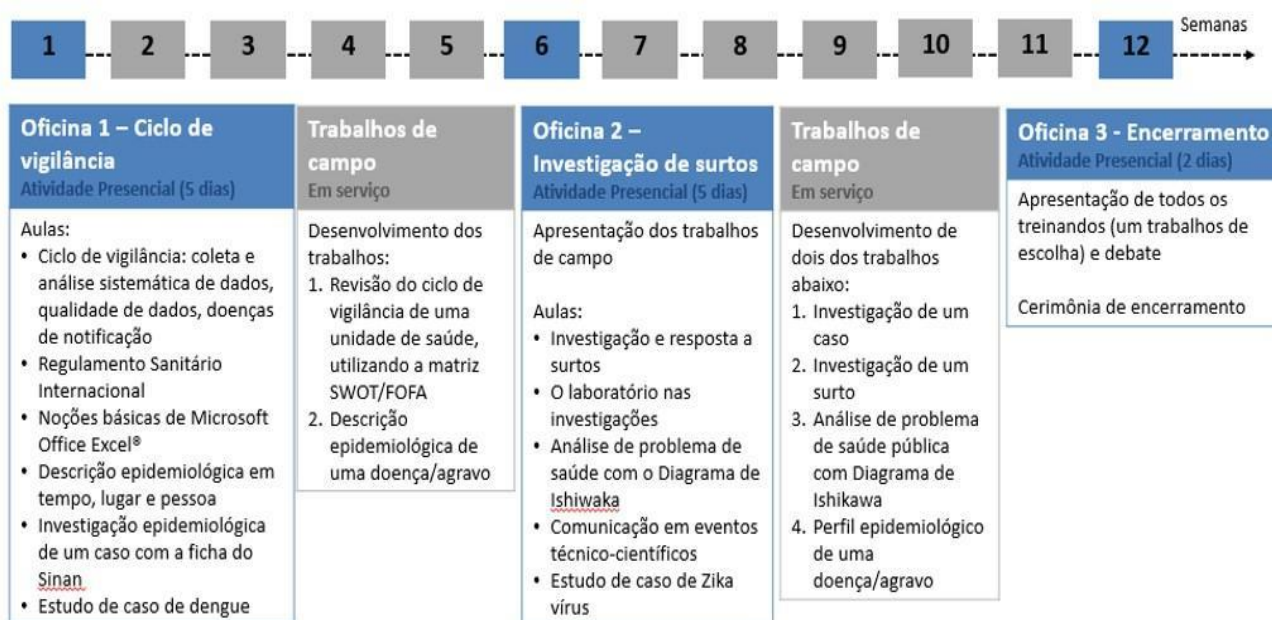 Semanas
1 2 3 4 5 6 7 8 9 10 11 12
Oficina 1 – Ciclo de
vigilância
Atividade Presencial (5 dias)
Aulas:
• Ciclo de vigilância: coleta e
análise sistemática de dados,
qualidade de dados, doenças
de notificação
• Regulamento Sanitário
Internacional
• Noções básicas de Microsoft
Office Excel®
• Descrição epidemiológica em
tempo, lugar e pessoa
• Investigação epidemiológica
de um caso com a ficha do
Sinan
• Estudo de caso de dengue
Trabalhos de
campo
Em serviço
Desenvolvimento dos
trabalhos:
1. Revisão do ciclo de
vigilância de uma
unidade de saúde,
utilizando a matriz
SWOT/FOFA
2. Descrição
epidemiológica de
uma doença/agravo
Oficina 2 –
Investigação de surtos
Atividade Presencial (5 dias)
Apresentação dos trabalhos
de campo
Aulas:
• Investigação e resposta a
surtos
• O laboratório nas
investigações
• Análise de problema de
saúde com o Diagrama de
Ishiwaka
• Comunicação em eventos
técnico-científicos
• Estudo de caso de Zika
vírus
Trabalhos de
campo
Em serviço
Desenvolvimento de
dois dos trabalhos
abaixo:
1. Investigação de um
caso
2. Investigação de um
surto
3. Análise de problema
de saúde pública
com Diagrama de
Ishikawa
4. Perfil epidemiológico
de uma
doença/agravo
Oficina 3 - Encerramento
Atividade Presencial (2 dias)
Apresentação de todos os
treinandos (um trabalhos de
escolha) e debate
Cerimônia de encerramento